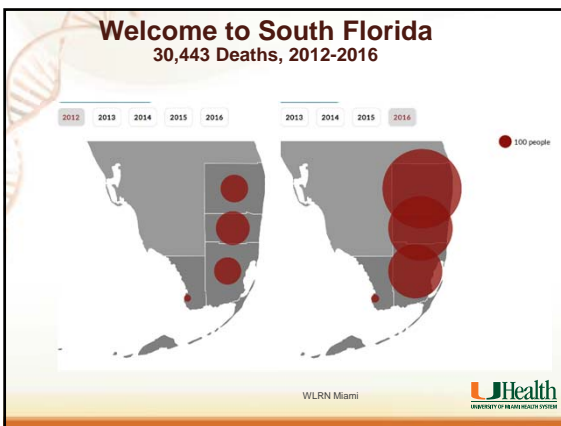 Welcome to South Florida
30,443 Deaths, 2012-2016
2012 2013 2014 2015 2016
2013 2014 2015 2016
100 people
WLRN Miami
UHealth
UNIVERSITY OF MIAMI HEALTH SYSTEM